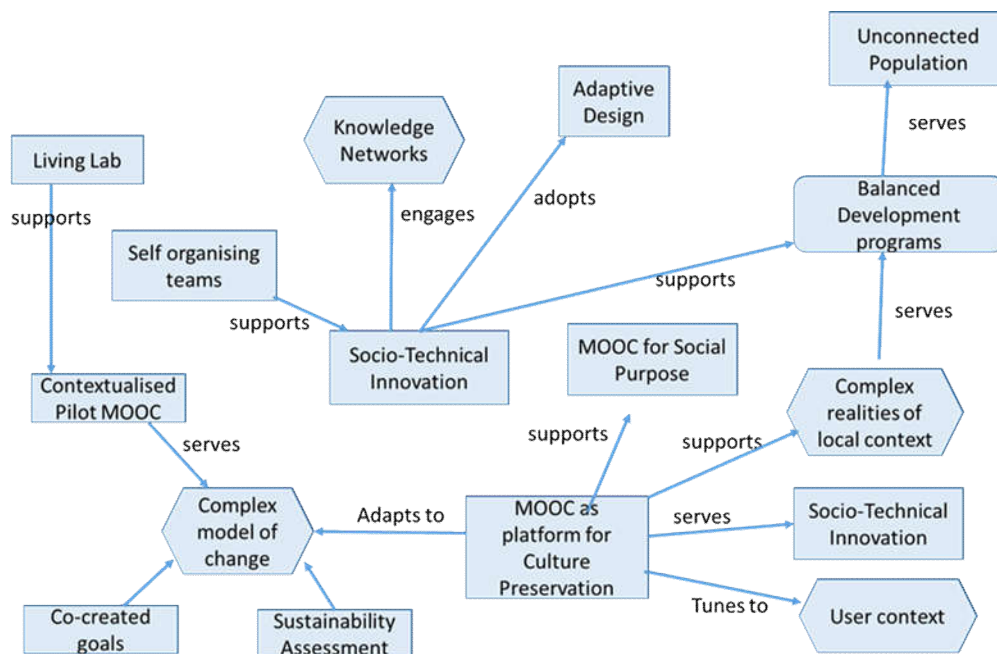 Unconnected
Population
Adaptive
Design
Knowledge
Networks
serves
Living Lab
supports
engages
adopts
Balanced
Development
programs
Self organising
teams
supports
supports
serves
Socio-Technical
Innovation
MOOC for Social
Purpose
Contextualised
Pilot MOOC
Complex
realities of
local context
serves
supports
supports
Complex
model of
change
Adapts to
MOOC as
platform for
Culture
Preservation
serves
Socio-Technical
Innovation
Co-created
goals
Sustainability
Assessment
Tunes to
User context